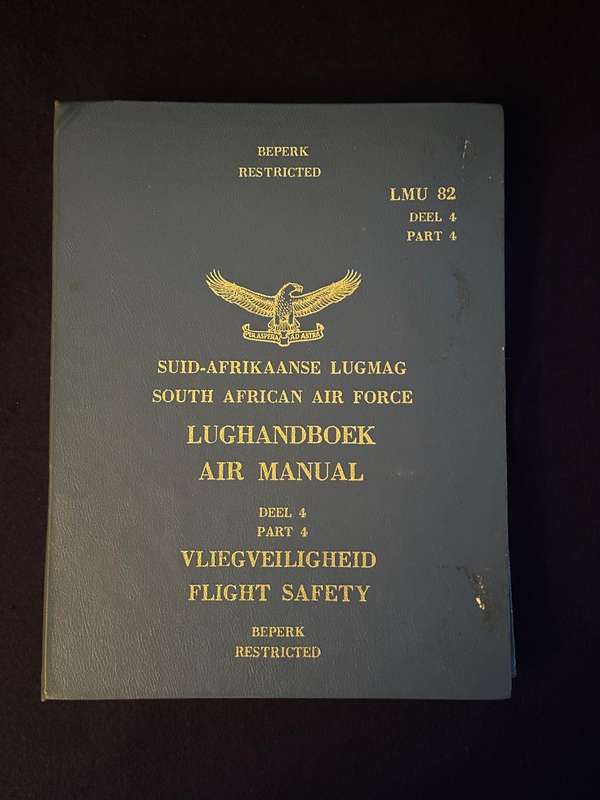 BEPERK
RESTRICTED
LMU 82
DEEL 4
PART 4
PER ASPERA AD ASTRA
SUID-AFRIKAANSE LUGMAG
SOUTH AFRICAN AIR FORCE
LUGHANDBOEK
AIR MANUAL
DEEL 4
PART 4
VLIEGVEILIGHEID
FLIGHT SAFETY
BEPERK
RESTRICTED